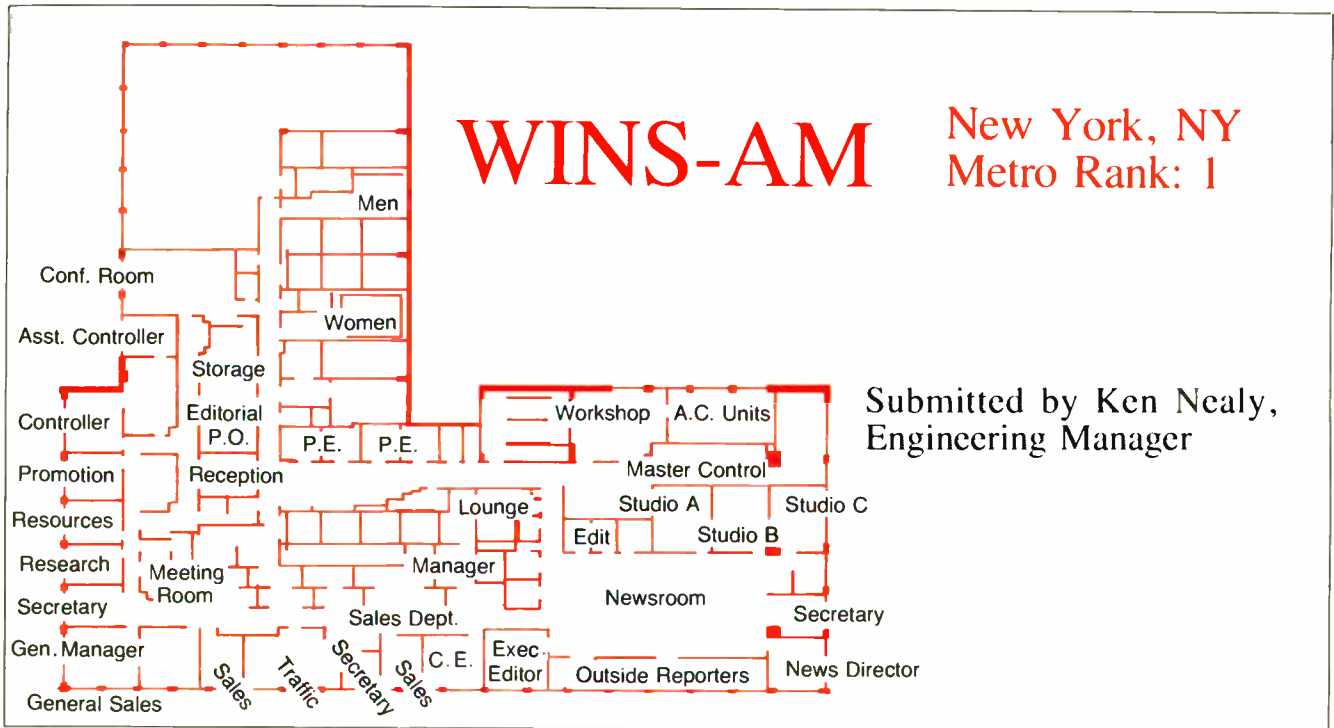 WINS-AM
New York, NY
Metro Rank: 1
Submitted by Ken Nealy,
Engineering Manager
Men
Conf. Room
Women
Asst. Controller
Storage
Controller
Editorial
P.O.
P.E.
P.E.
Workshop
A.C. Units
Promotion
Reception
Master Control
Resources
Lounge
Studio A
Studio C
Edit
Studio B
Research
Meeting
Room
Manager
Secretary
Newsroom
Sales Dept.
Secretary
Gen. Manager
Sales
Traffic
Secretary
Sales
C.E.
Exec.
Editor
Outside Reporters
News Director
General Sales